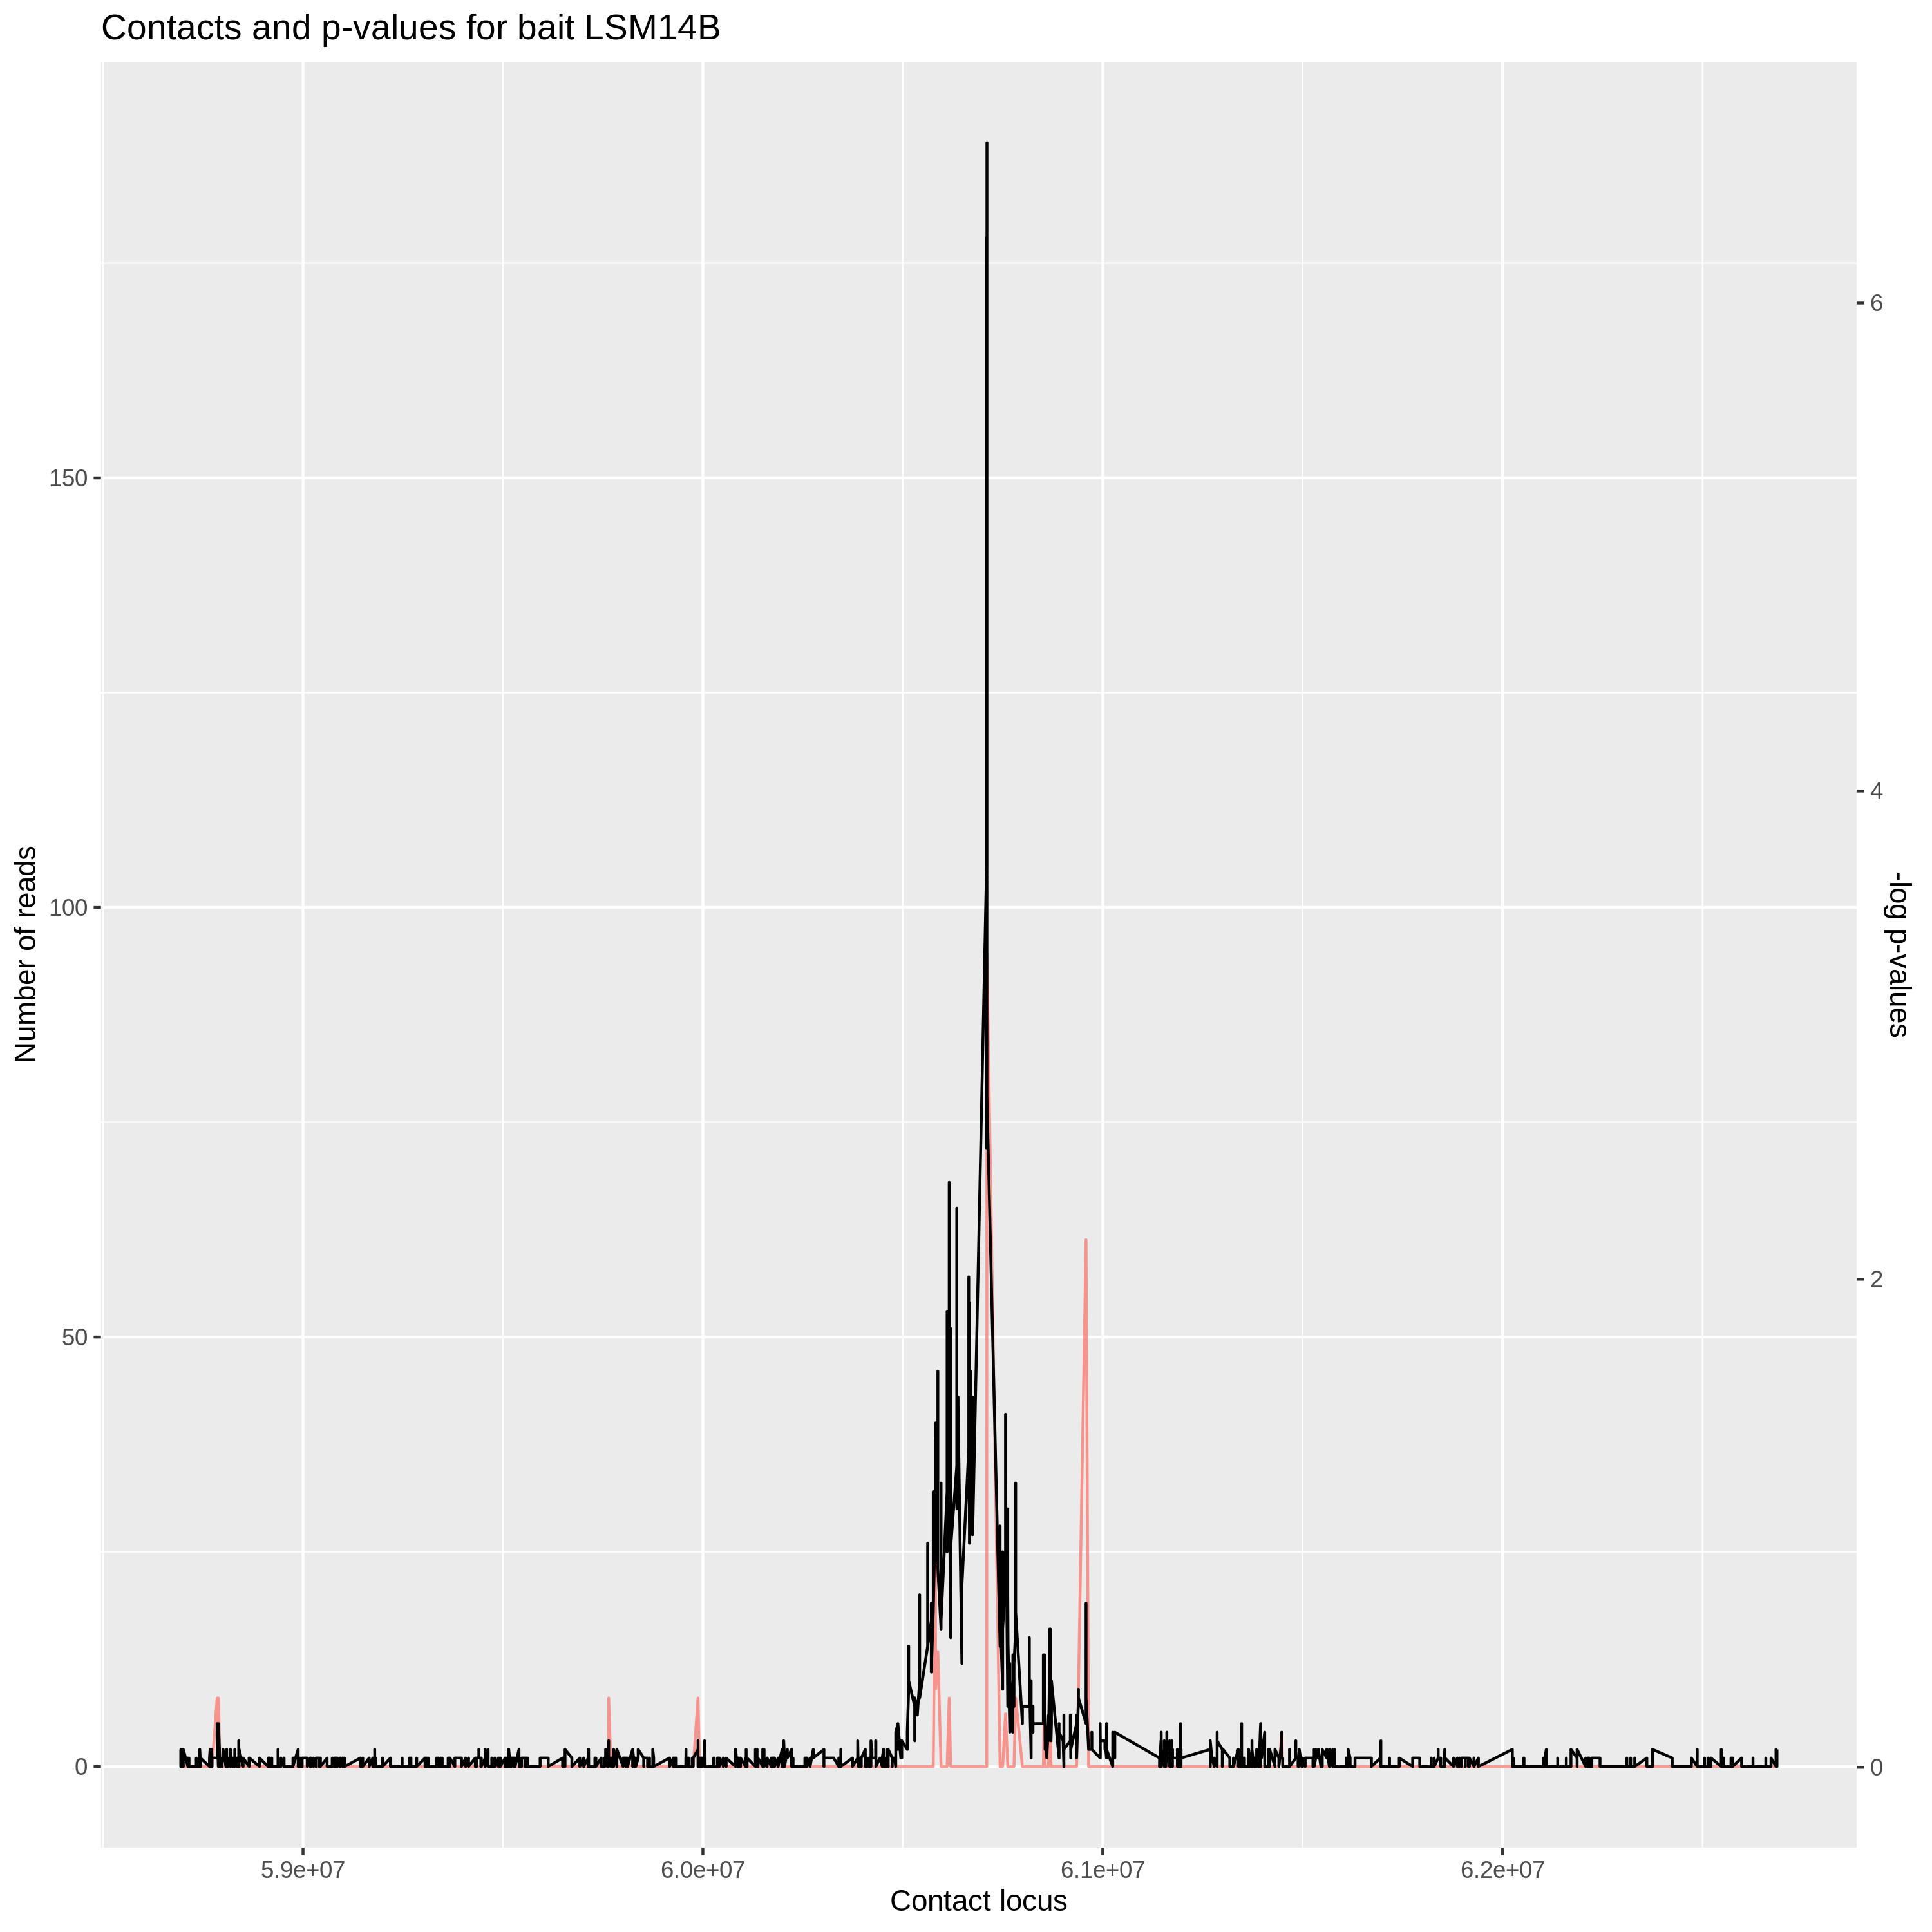 Contacts and p-values for bait LSM14B
Number of reads
150
100
50
0
6
4
2
0
-log p-values
5.9e+07
6.0e+07
6.1e+07
6.2e+07
Contact locus